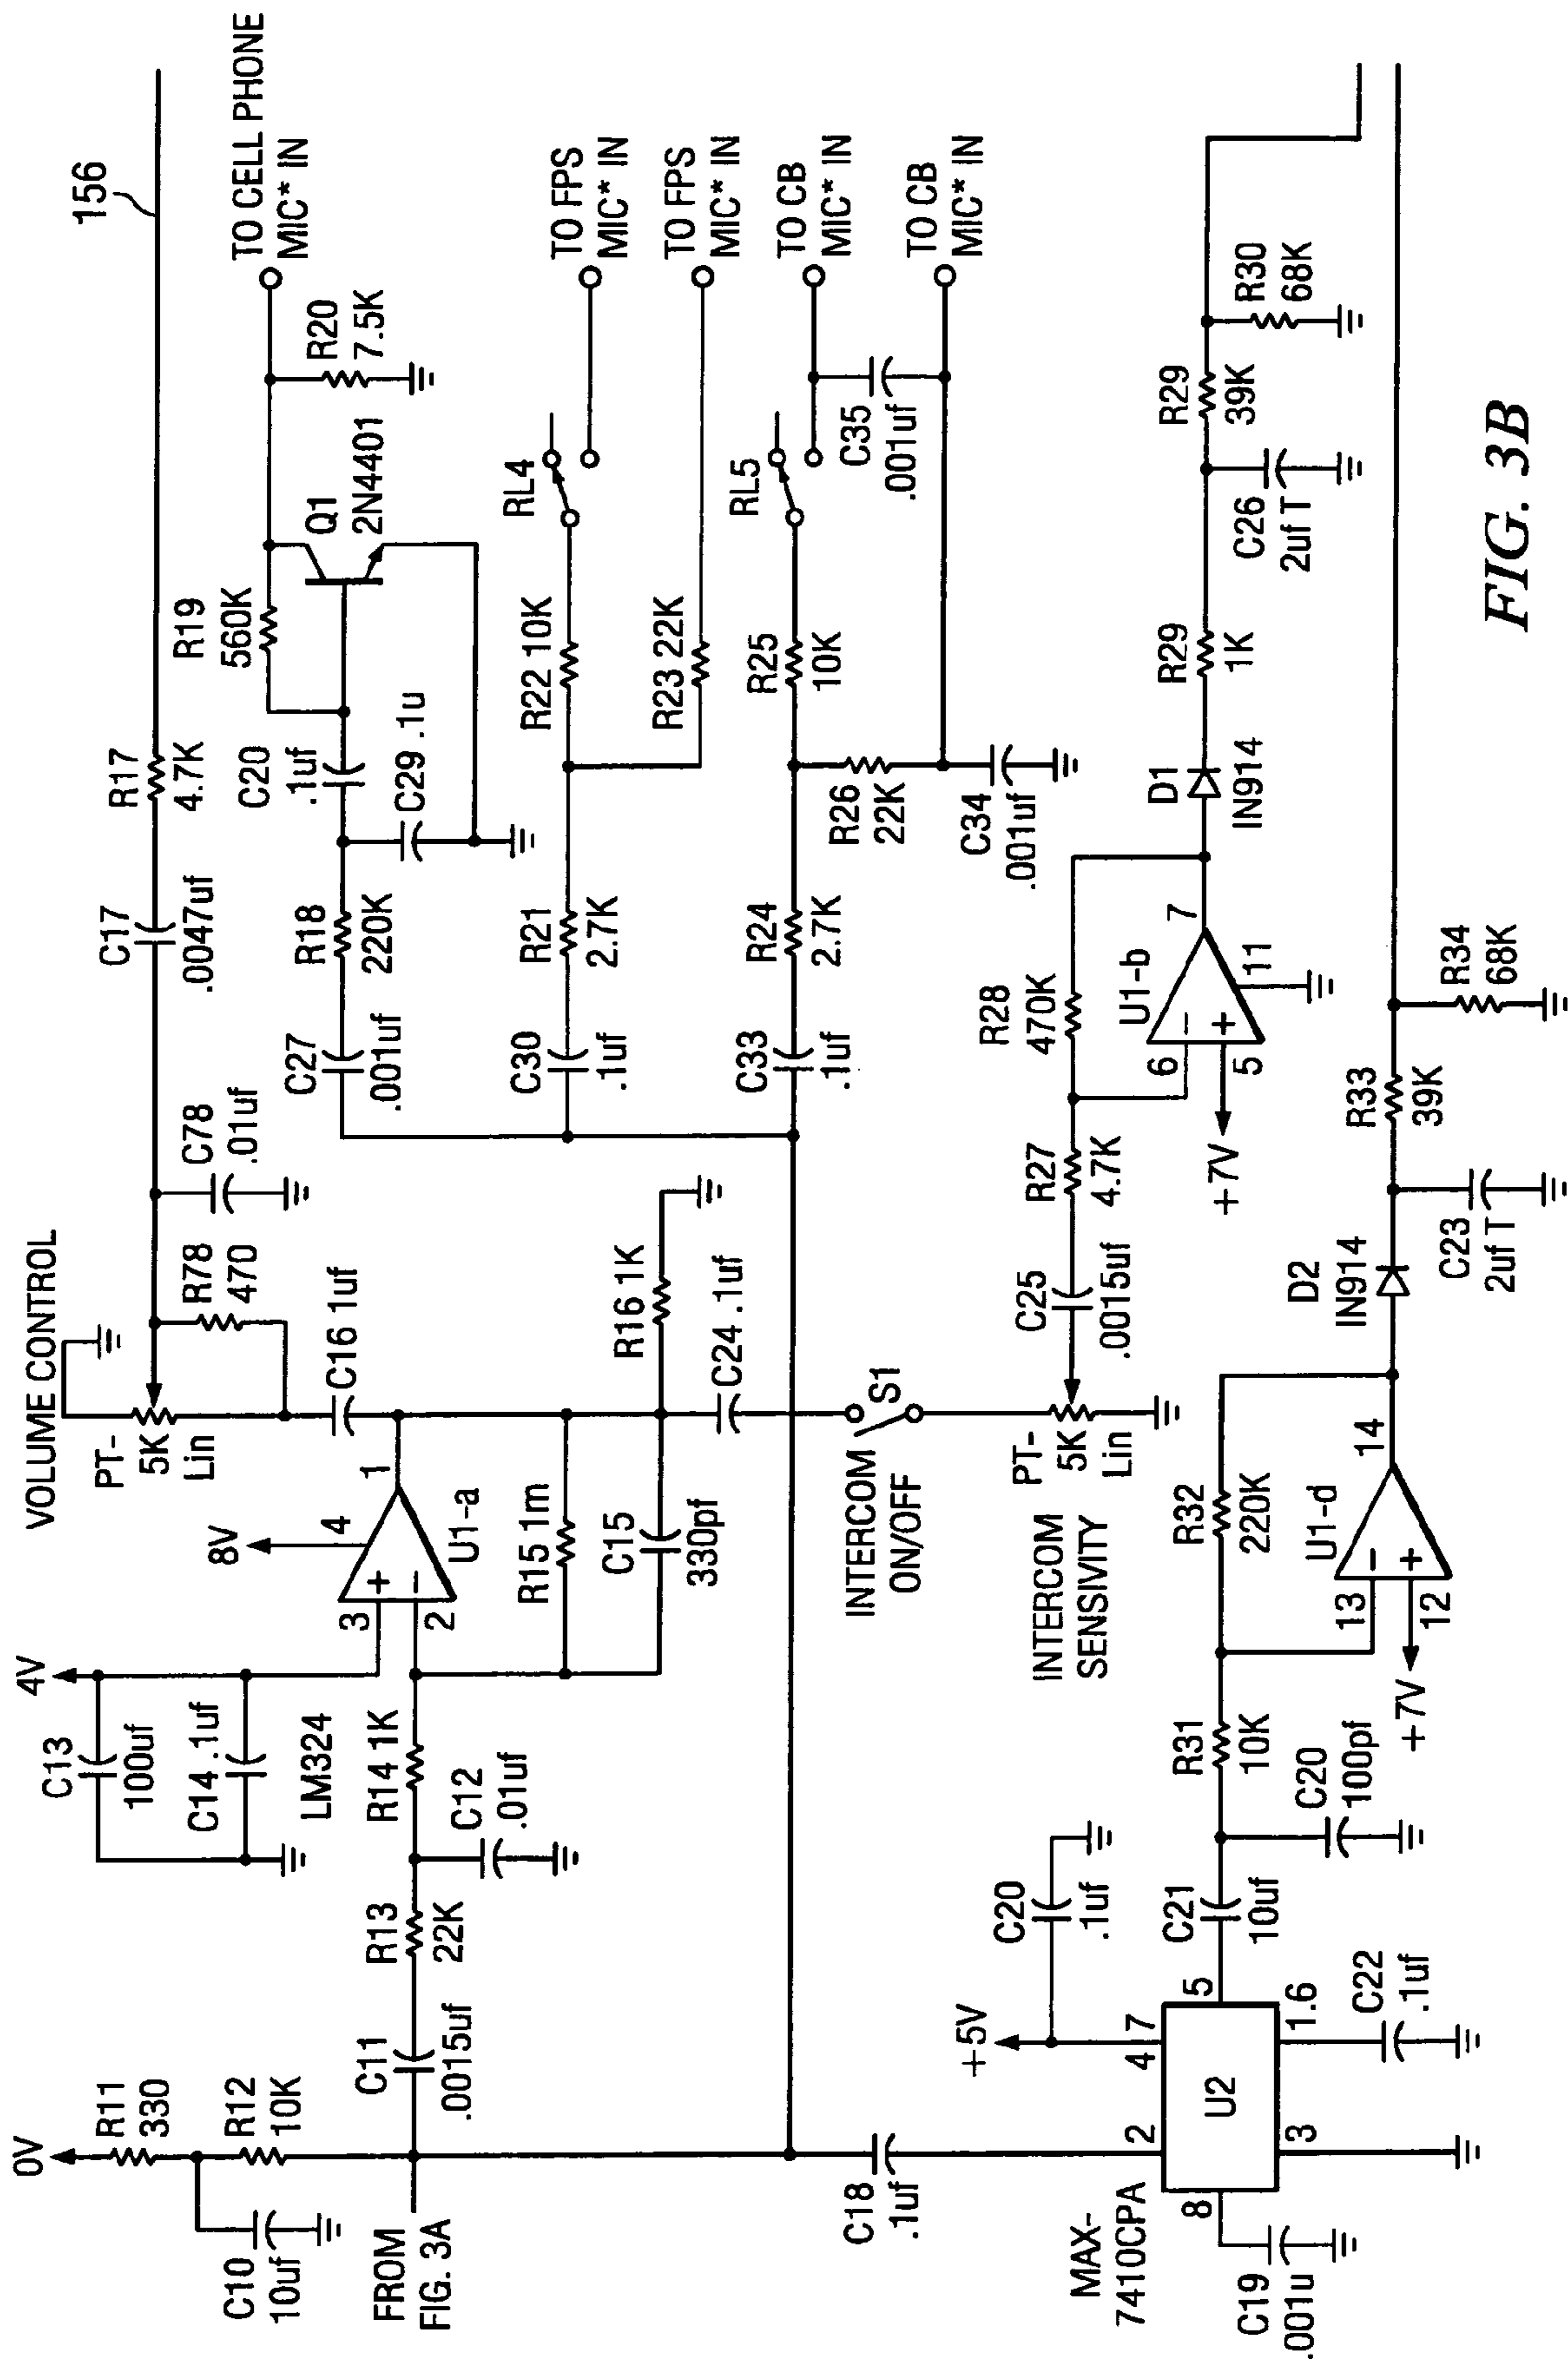 156
VOLUME CONTROL
PT-
5K
Lin
R78
470
C78
.01uf
C17
.0047uf
R17
4.7K
C16 1uf
8V
4V
C13
100uf
C14 .1uf
LM324
3
2
4
1
U1-a
0V
R11
330
R12
10K
C10
10uf
FROM
FIG. 3A
C11
.0015uf
R13
22K
R14 1K
C12
.01uf
R15 1m
C15
330pf
R16 1K
C24 .1uf
C27
.001uf
R18
220K
C20
.1uf
C29 .1u
R19
560K
Q1
2N4401
R20
7.5K
TO CELL PHONE
MIC* IN
C30
.1uf
R21
2.7K
R22 10K
RL4
TO FPS
MIC* IN
R23 22K
TO FPS
MIC* IN
C33
.1uf
R24
2.7K
R25
10K
RL5
TO CB
MIC* IN
R26
22K
C34
.001uf
C35
.001uf
TO CB
MIC* IN
INTERCOM
ON/OFF
S1
INTERCOM
SENSIVITY
PT-
5K
Lin
C25
.0015uf
R27
4.7K
R28
470K
6
5
+7V
7
11
U1-b
D1
IN914
R29
1K
C26
2uf T
R29
39K
R30
68K
C18
.1uf
MAX-
7410CPA
U2
8
2
3
4
7
5
1.6
C19
.001u
+5V
C20
.1uf
C21
10uf
C22
.1uf
C20
100pf
R31
10K
R32
220K
13
12
+7V
14
U1-d
D2
IN914
C23
2uf T
R33
39K
R34
68K
FIG. 3B